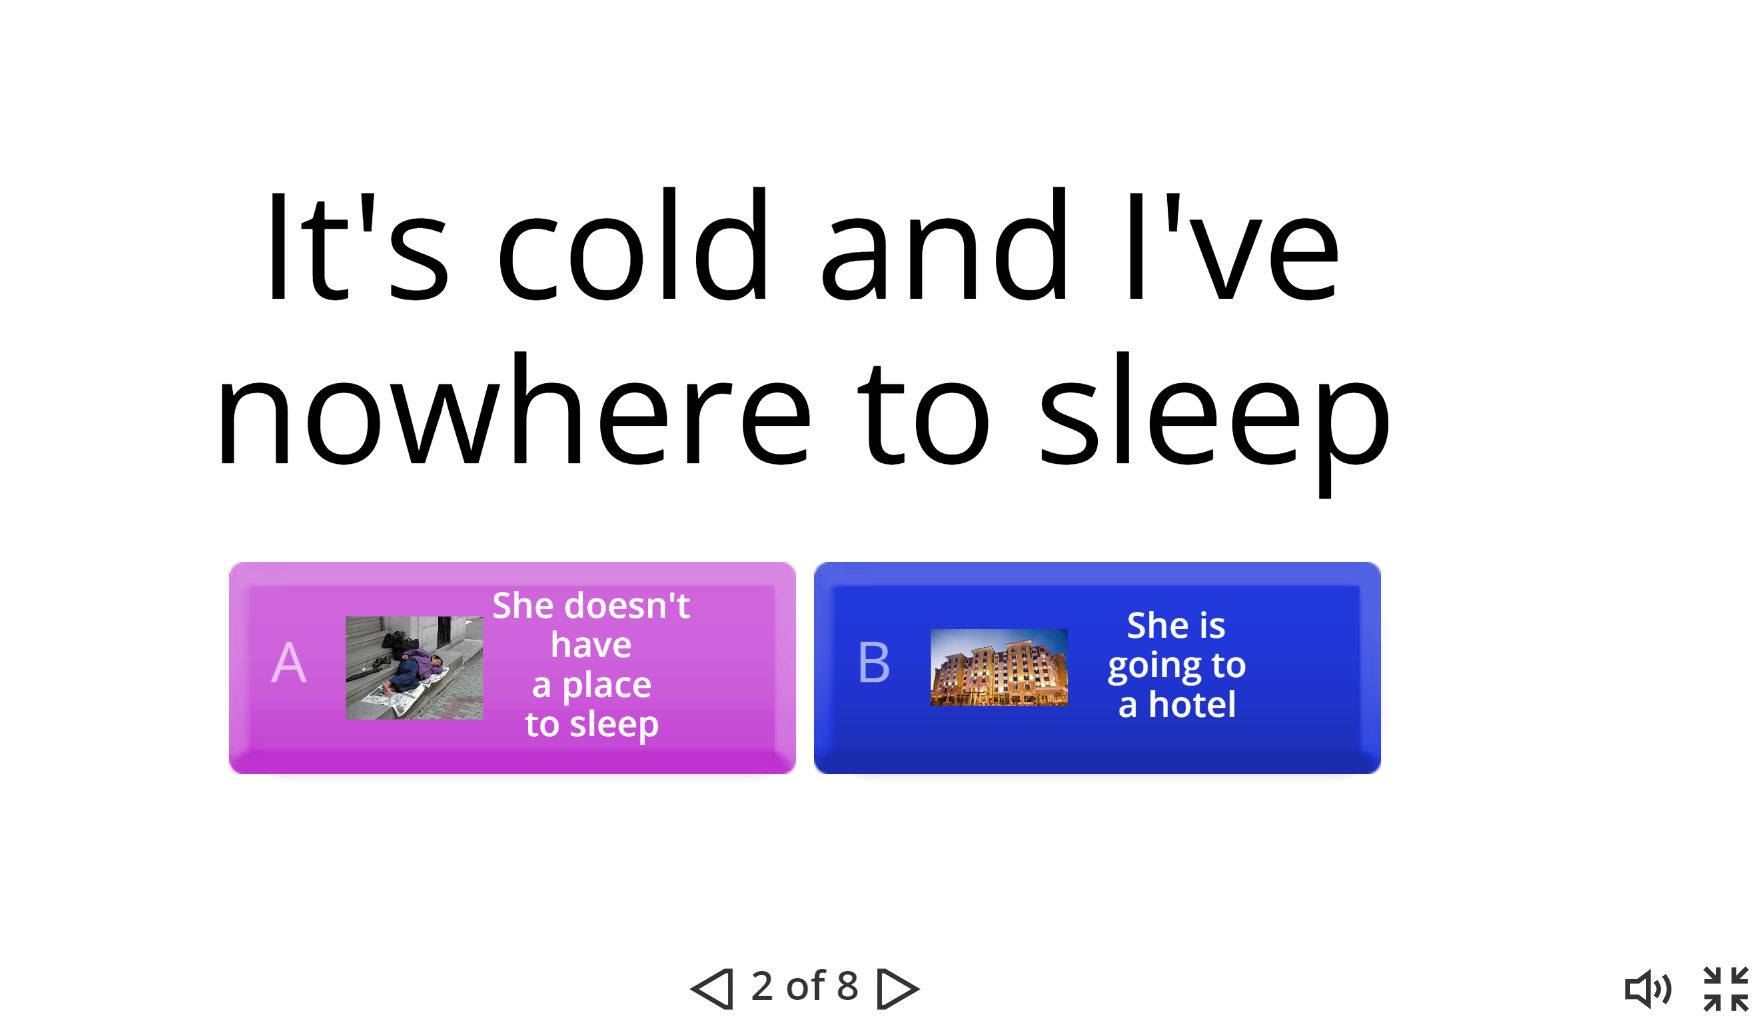 It's cold and I've
nowhere to sleep
A
She doesn't
have
a place
to sleep
B
She is
going to
a hotel
2 of 8